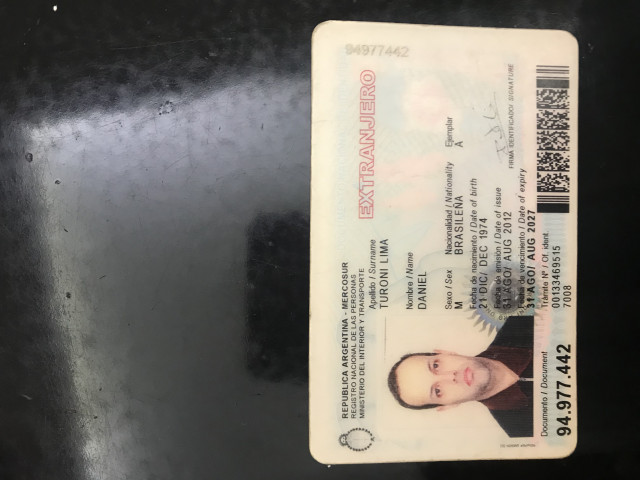 94977442
REPUBLICA ARGENTINA - MERCOSUR
REGISTRO NACIONAL DE LAS PERSONAS
MINISTERIO DEL INTERIOR Y TRANSPORTE
EXTRANJERO
Apellido / Surname
TURONI LIMA
Nombre / Name
DANIEL
Sexo / Sex Nacionalidad / Nationality Ejemplar
M BRASILEÑA A
Fecha de nacimiento / Date of birth
21 DIC/ DEC 1974
Fecha de emisión / Date of issue
31 AGO/ AUG 2012
Fecha de vencimiento / Date of expiry
31 AGO/ AUG 2027
FIRMA IDENTIFICADO/ SIGNATURE
Documento / Document
94.977.442
Trámite Nº / Of. ident.
00133469515
7008